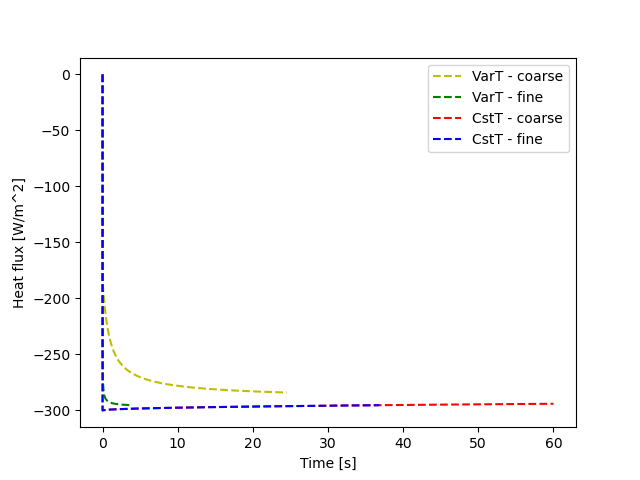 VarT - coarse
VarT - fine
CstT - coarse
CstT - fine
0
−50
−100
−150
−200
−250
−300
Heat flux [W/m^2]
0 10 20 30 40 50 60
Time [s]